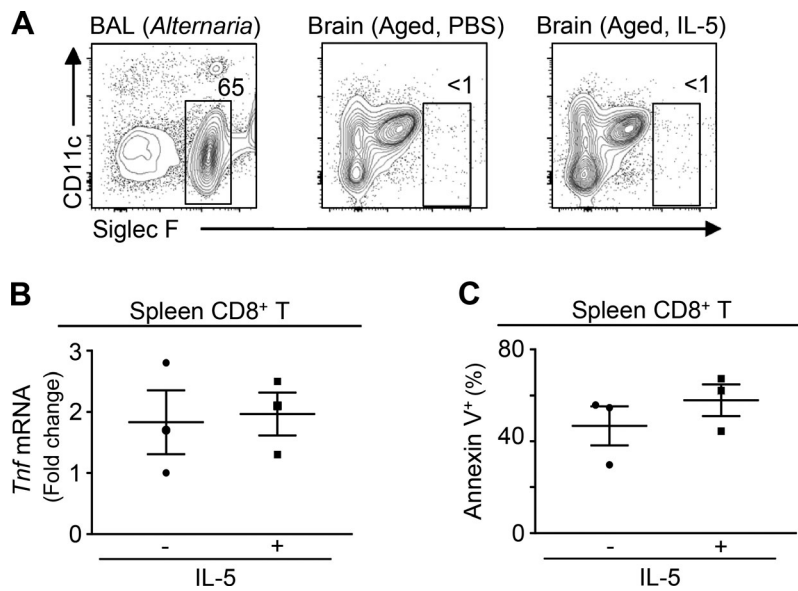 A
BAL (Alternaria)
Brain (Aged, PBS)
Brain (Aged, IL-5)
65
<1
<1
CD11c
Siglec F
B
Spleen CD8+ T
Tnf mRNA
(Fold change)
3
2
1
0
- +
IL-5
C
Spleen CD8+ T
Annexin V+ (%)
80
40
0
- +
IL-5